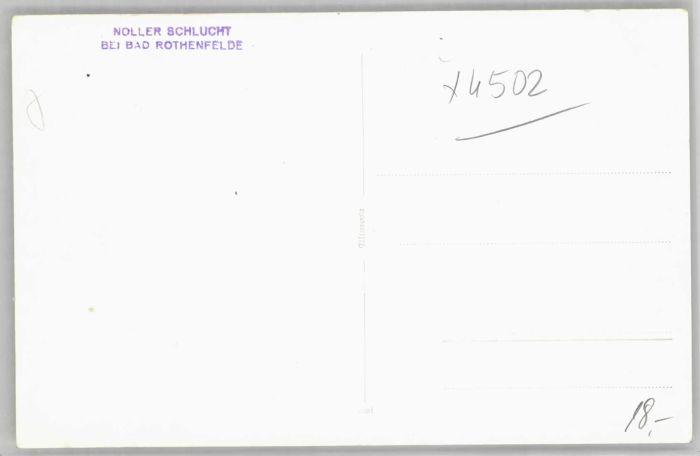 NOLLER SCHLUCHT
BEI BAD ROTHENFELDE
x4502
18,-